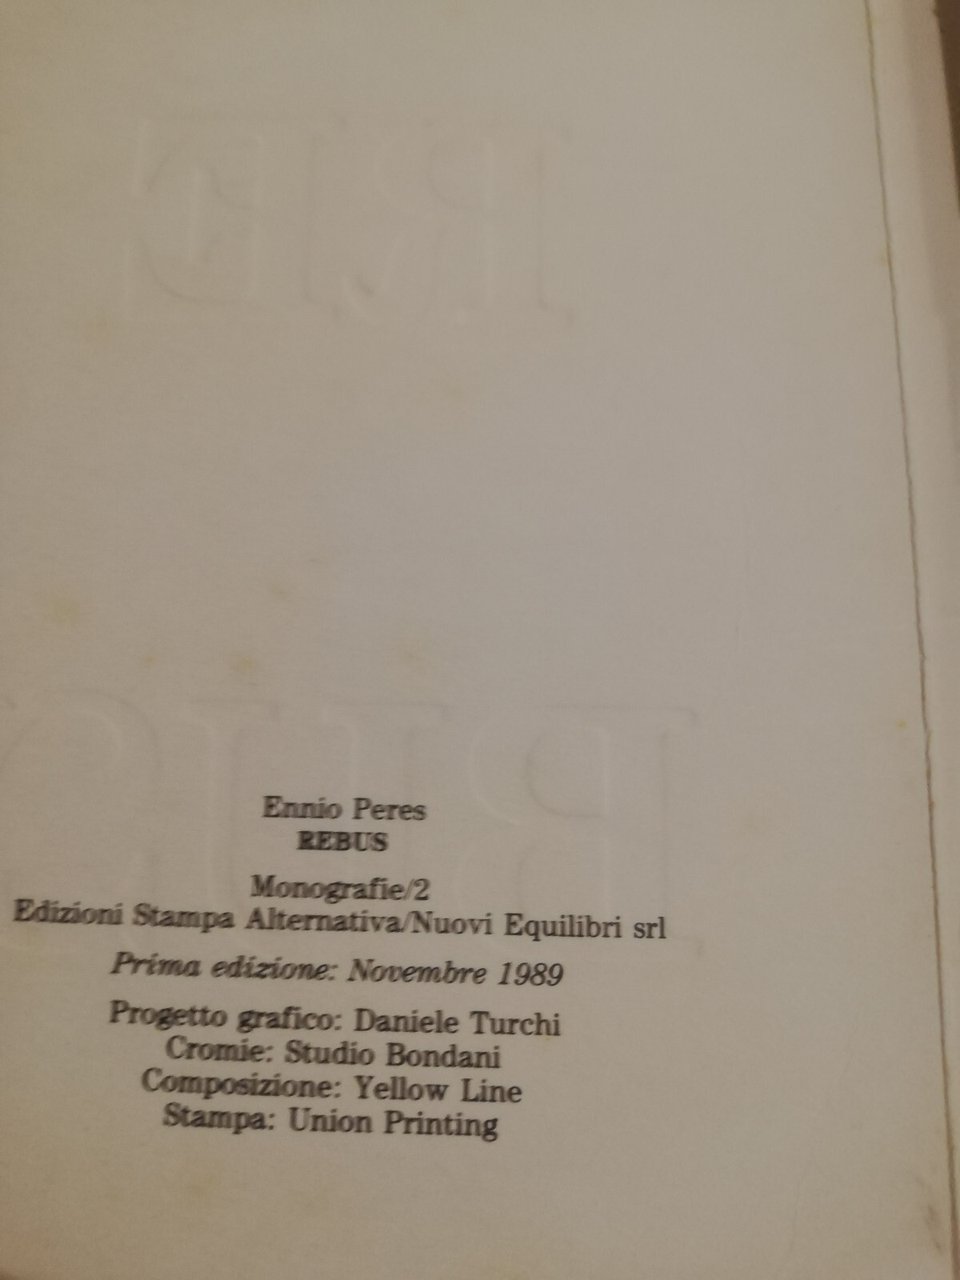 Ennio Peres
REBUS
Monografie/2
Edizioni Stampa Alternativa/Nuovi Equilibri srl
Prima edizione: Novembre 1989
Progetto grafico: Daniele Turchi
Cromie: Studio Bondani
Composizione: Yellow Line
Stampa: Union Printing